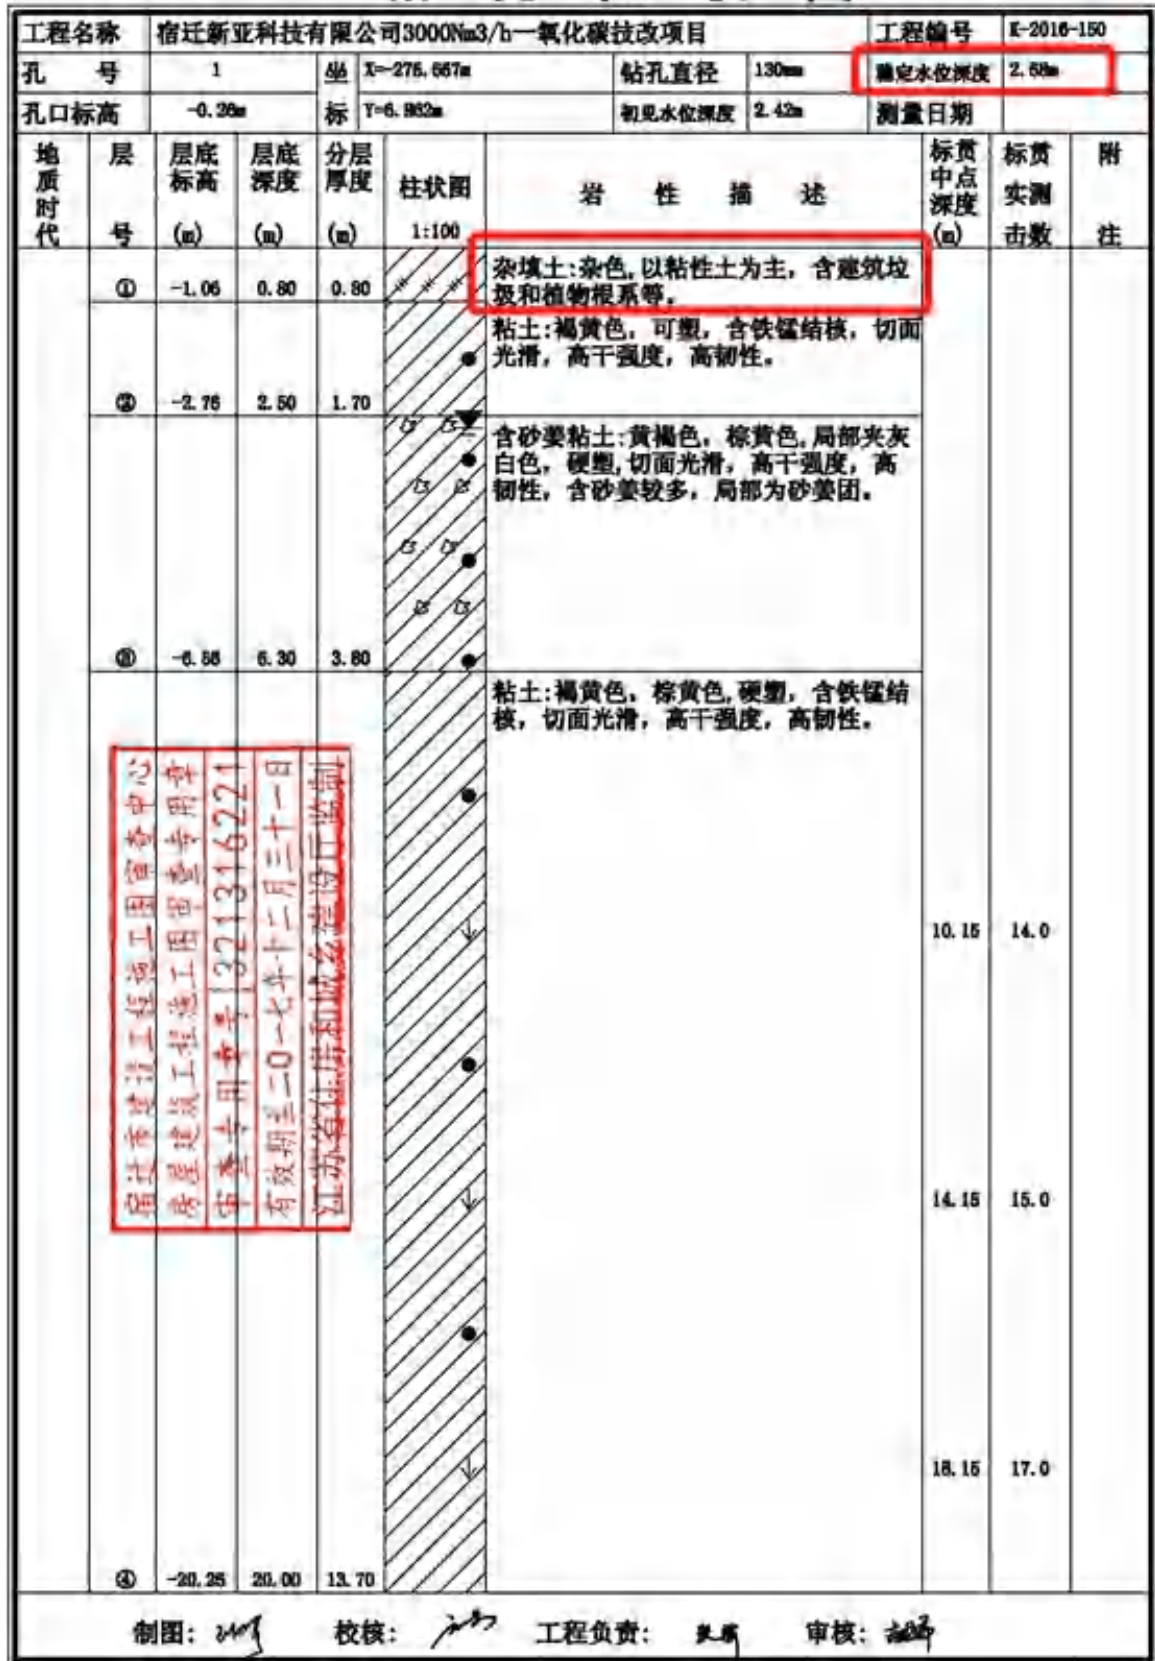 工程名称 宿迁新亚科技有限公司3000Nm3/h一氧化碳技改项目 工程编号 K-2016-150
孔 号 1 坐 X=-275.557m 钻孔直径 130mm 稳定水位深度 2.58m
孔口标高 -0.26m 标 Y=6.962m 初见水位深度 2.42m 测量日期
地质时代 层号 层底标高(m) 层底深度(m) 分层厚度(m) 柱状图 1:100 岩 性 描 述 标贯中点深度(m) 标贯实测击数 附注
杂填土:杂色,以粘性土为主,含建筑垃
① -1.06 0.80 0.80 圾和植物根系等。
粘土:褐黄色,可塑,含铁锰结核,切面
光滑,高干强度,高韧性。
② -2.76 2.50 1.70
含砂姜粘土:黄褐色,棕黄色,局部夹灰
白色,硬塑,切面光滑,高干强度,高
韧性,含砂姜较多,局部为砂姜团。
③ -6.56 6.30 3.80
粘土:褐黄色,棕黄色,硬塑,含铁锰结
核,切面光滑,高干强度,高韧性。
宿迁市建设工程施工图审查中心
房屋建筑工程施工图审查专用章
审查专用章号
有效期至二0一七年十二月三十一日
江苏省住房和城乡建设厅监制
10.15 14.0
14.15 15.0
18.15 17.0
④ -20.25 20.00 13.70
制图: 校核: 工程负责: 审核: